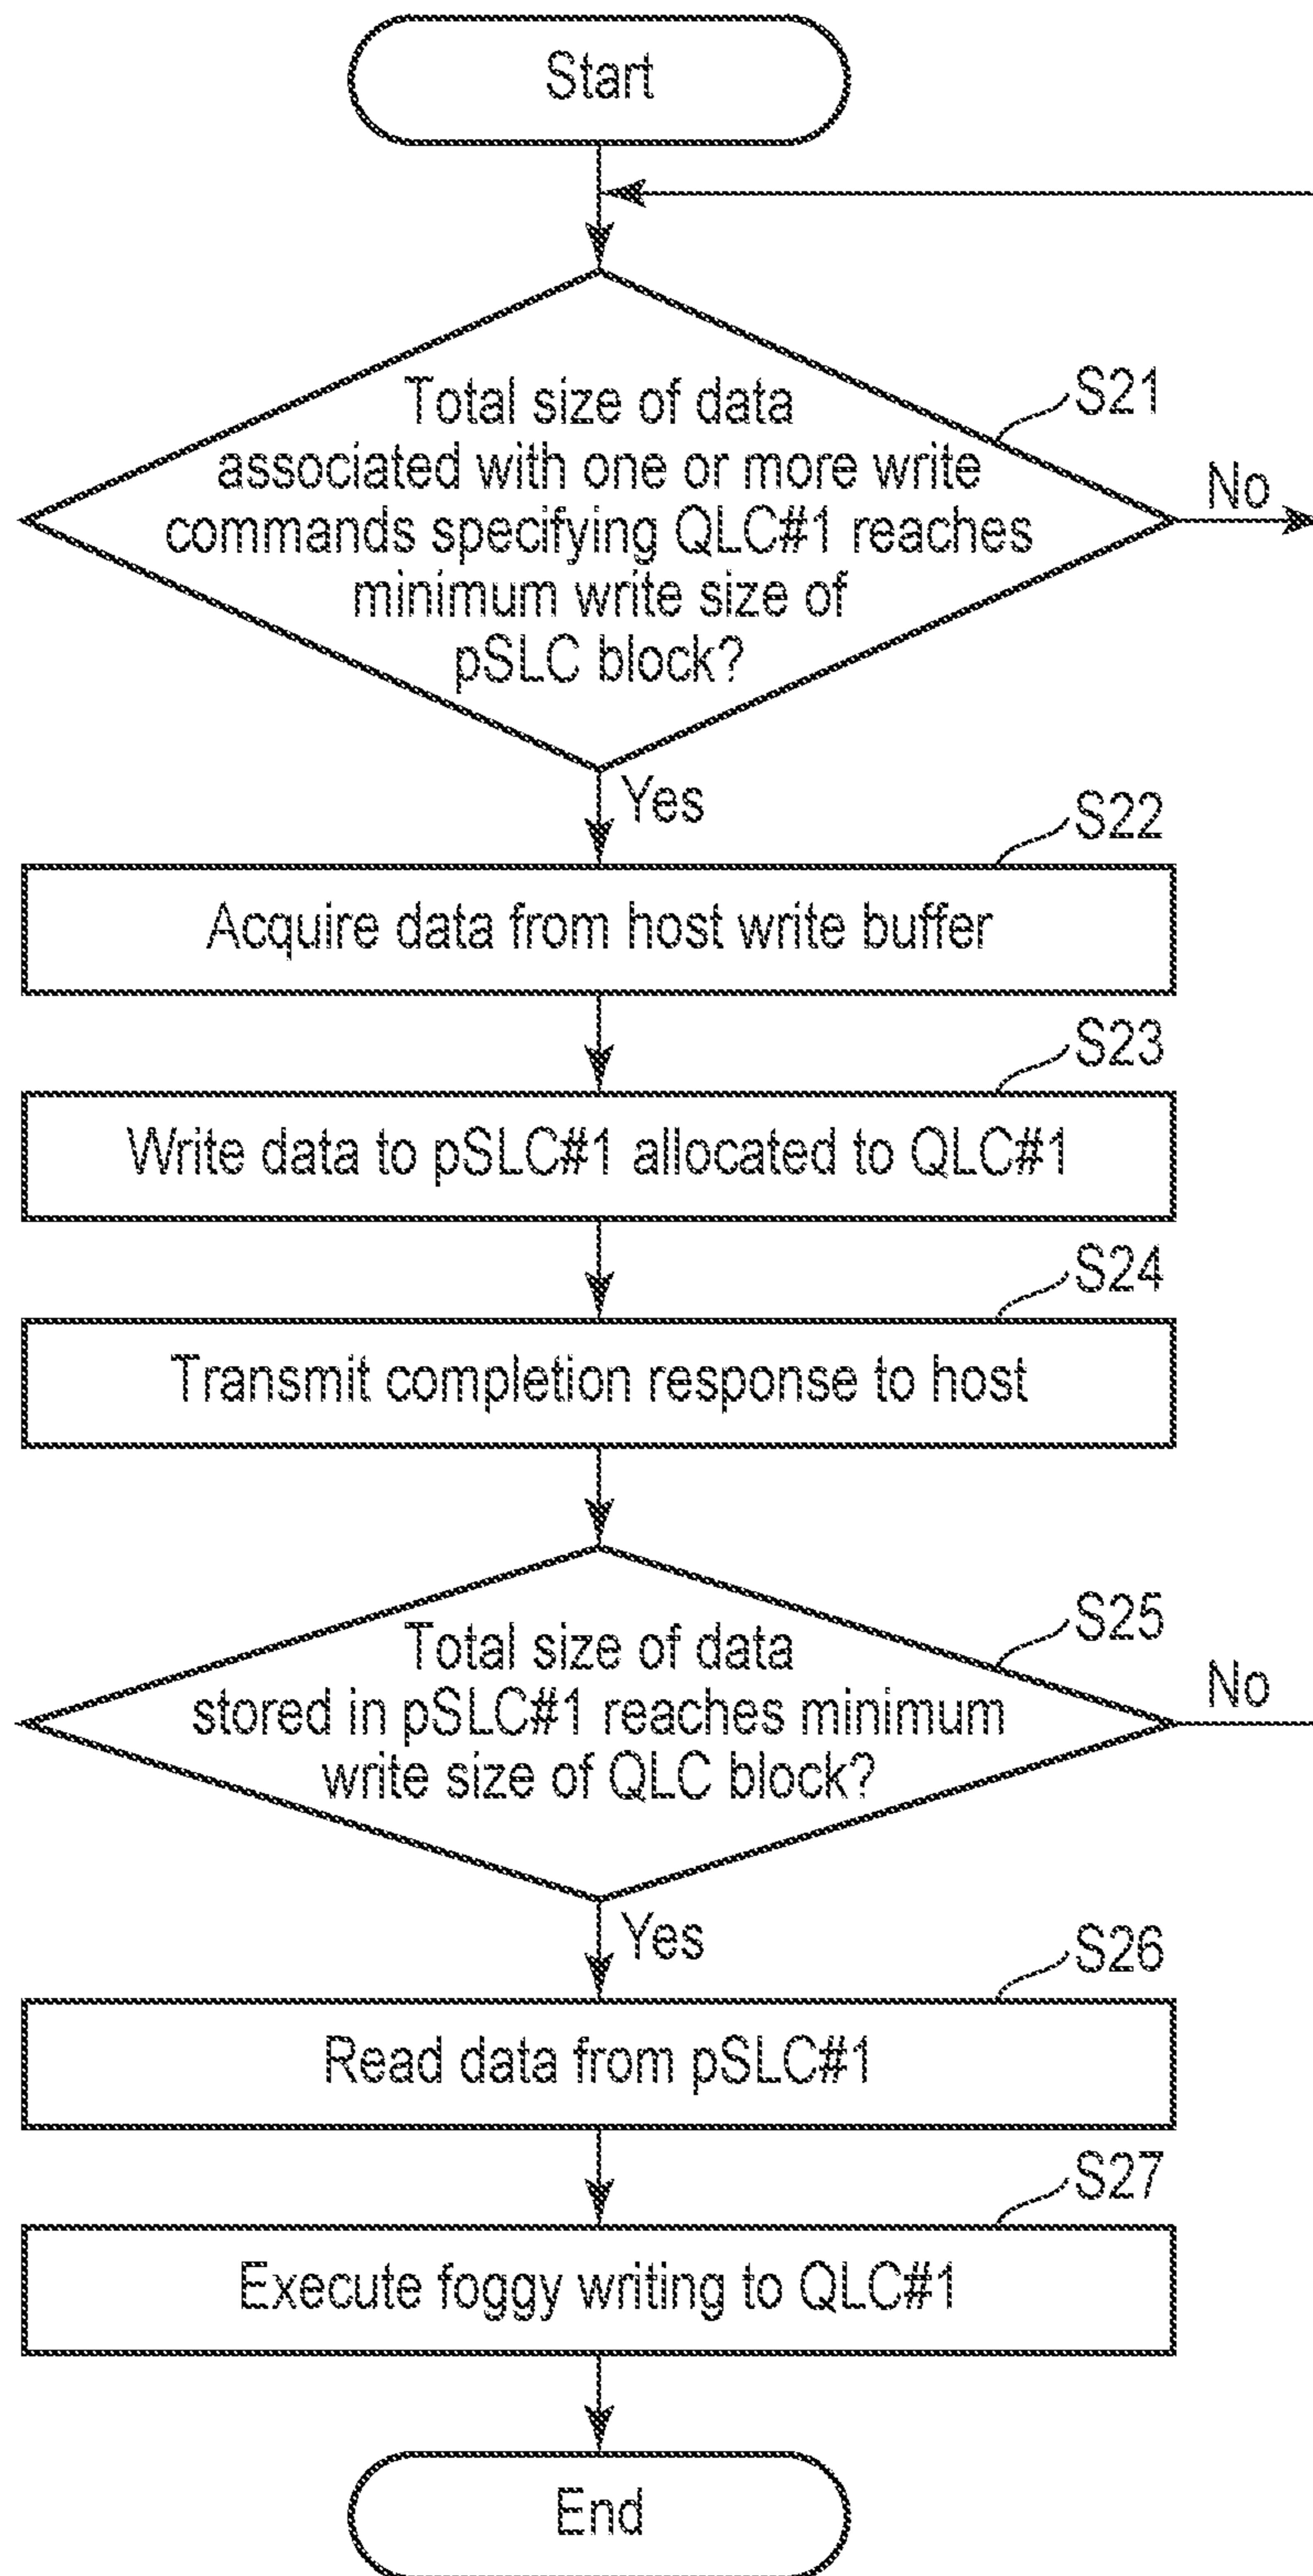 Start
S21
Total size of data
associated with one or more write
commands specifying QLC#1 reaches
minimum write size of
pSLC block?
No
Yes
S22
Acquire data from host write buffer
S23
Write data to pSLC#1 allocated to QLC#1
S24
Transmit completion response to host
S25
Total size of data
stored in pSLC#1 reaches minimum
write size of QLC block?
No
Yes
S26
Read data from pSLC#1
S27
Execute foggy writing to QLC#1
End